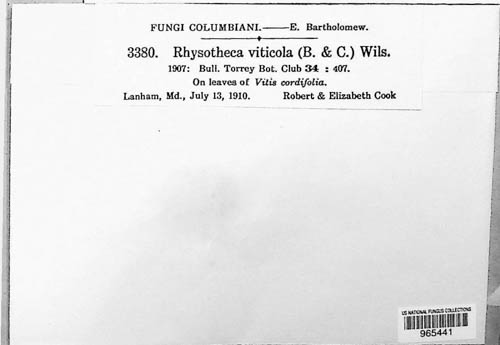 FUNGI COLUMBIANI.——E. Bartholomew.
3380. Rhysotheca viticola (B. & C.) Wils.
1907: Bull. Torrey Bot. Club 34 : 407.
On leaves of Vitis cordifolia.
Lanham, Md., July 13, 1910. Robert & Elizabeth Cook
US NATIONAL FUNGUS COLLECTIONS
965441